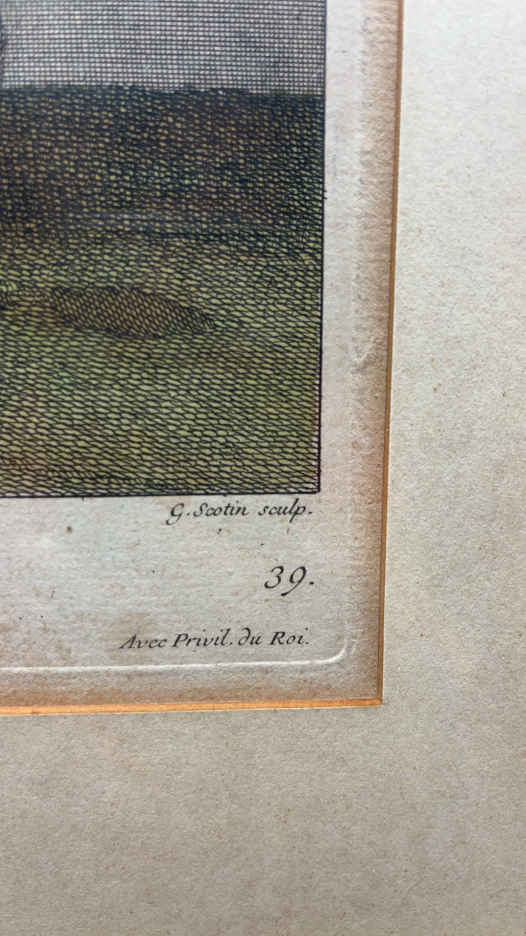 G. Scotin sculp.
39.
Avec Privil. du Roi.